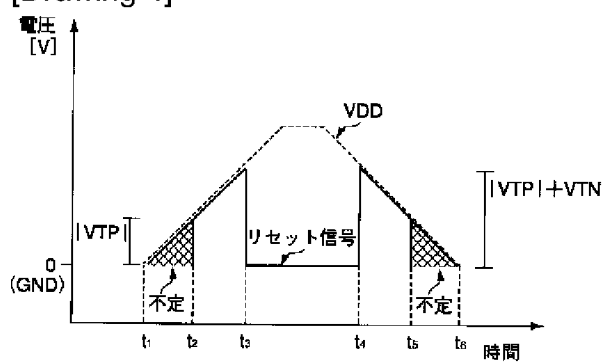 [Drawing 4]
電圧
[V]
VDD
|VTP|
|VTP|+VTN
リセット信号
0
(GND)
不定
不定
t1 t2 t3 t4 t5 t6
時間